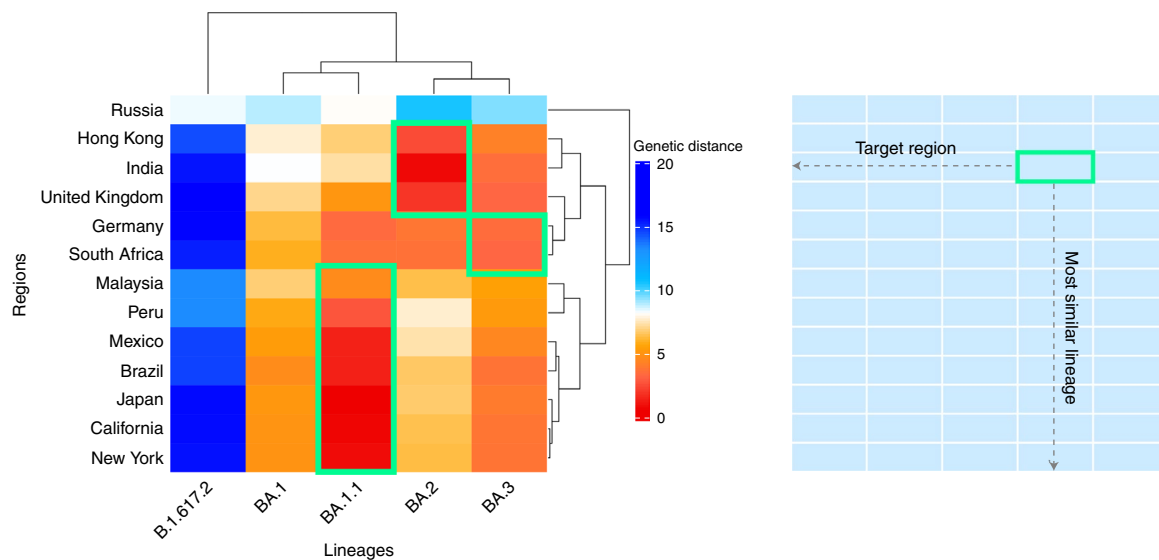 Regions
Russia
Hong Kong
India
United Kingdom
Germany
South Africa
Malaysia
Peru
Mexico
Brazil
Japan
California
New York
B.1.617.2
BA.1
BA.1.1
BA.2
BA.3
Lineages
Genetic distance
20
15
10
5
0
Target region
Most similar lineage